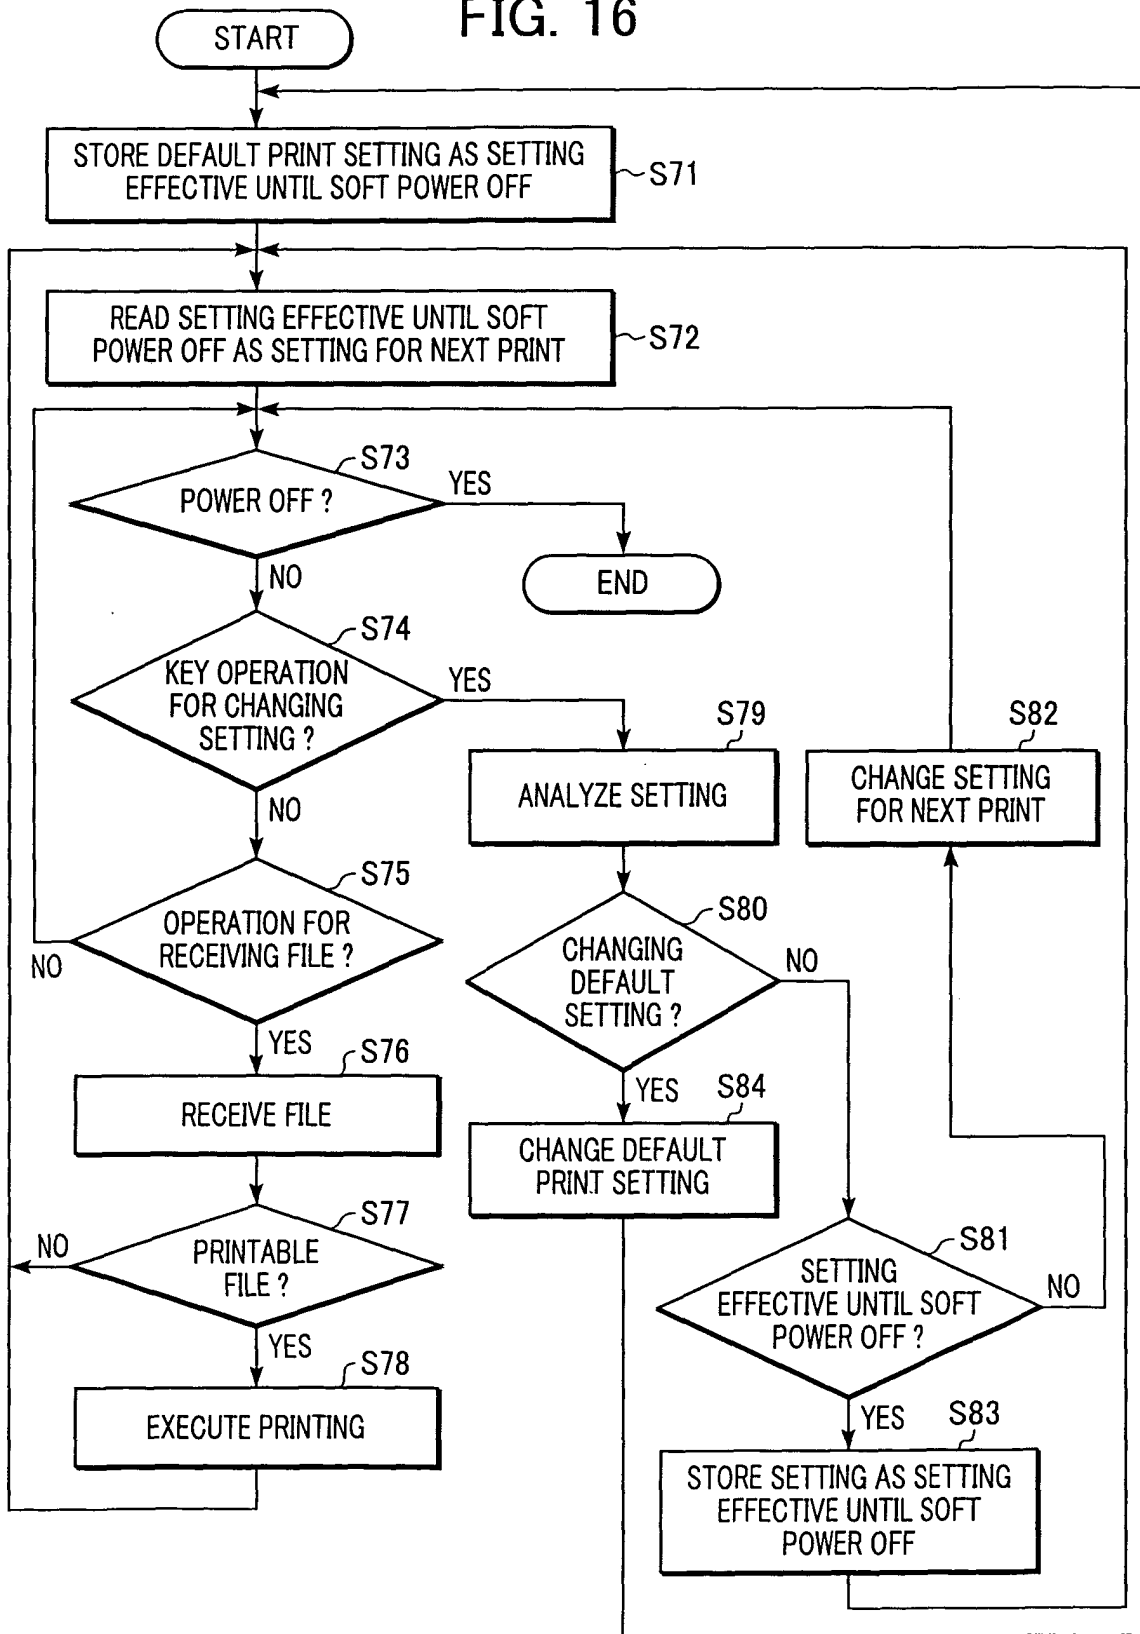 FIG. 16
START
STORE DEFAULT PRINT SETTING AS SETTING
EFFECTIVE UNTIL SOFT POWER OFF
S71
READ SETTING EFFECTIVE UNTIL SOFT
POWER OFF AS SETTING FOR NEXT PRINT
S72
S73
POWER OFF ?
YES
NO
END
S74
KEY OPERATION
FOR CHANGING
SETTING ?
YES
NO
S79
ANALYZE SETTING
S82
CHANGE SETTING
FOR NEXT PRINT
S75
OPERATION FOR
RECEIVING FILE ?
NO
YES
S80
CHANGING
DEFAULT
SETTING ?
NO
YES
S76
RECEIVE FILE
S84
CHANGE DEFAULT
PRINT SETTING
S77
PRINTABLE
FILE ?
NO
YES
S81
SETTING
EFFECTIVE UNTIL SOFT
POWER OFF ?
NO
YES
S78
EXECUTE PRINTING
S83
STORE SETTING AS SETTING
EFFECTIVE UNTIL SOFT
POWER OFF